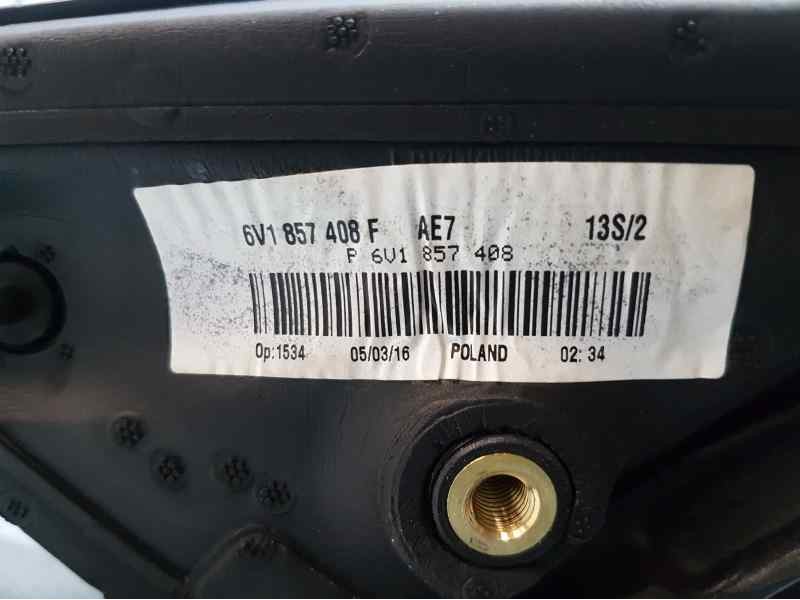 6V1 857 408 F AE7 13S/2
P 6V1 857 408
Op:1534 05/03/16 POLAND 02:34